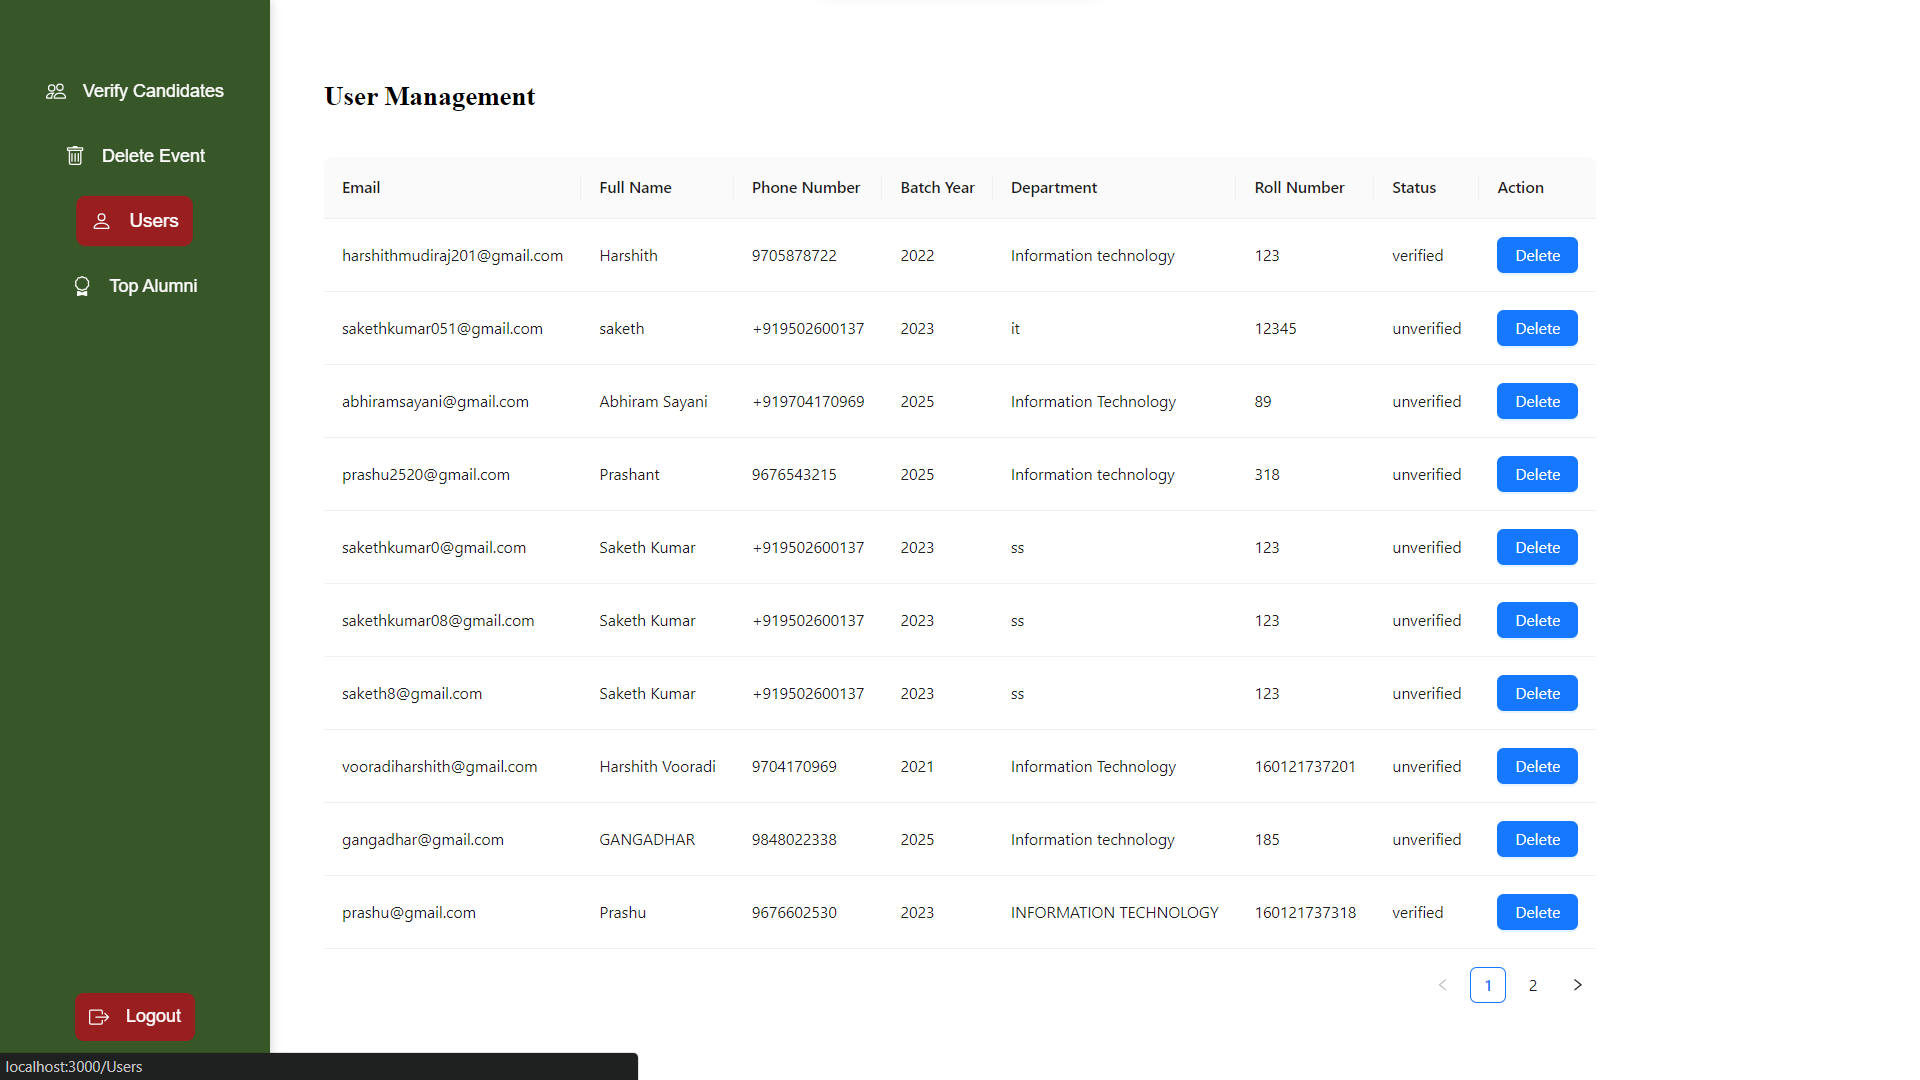 Verify Candidates
Delete Event
Users
Top Alumni
Logout
User Management
Email Full Name Phone Number Batch Year Department Roll Number Status Action
harshithmudiraj201@gmail.com Harshith 9705878722 2022 Information technology 123 verified Delete
sakethkumar051@gmail.com saketh +919502600137 2023 it 12345 unverified Delete
abhiramsayani@gmail.com Abhiram Sayani +919704170969 2025 Information Technology 89 unverified Delete
prashu2520@gmail.com Prashant 9676543215 2025 Information technology 318 unverified Delete
sakethkumar0@gmail.com Saketh Kumar +919502600137 2023 ss 123 unverified Delete
sakethkumar08@gmail.com Saketh Kumar +919502600137 2023 ss 123 unverified Delete
saketh8@gmail.com Saketh Kumar +919502600137 2023 ss 123 unverified Delete
vooradiharshith@gmail.com Harshith Vooradi 9704170969 2021 Information Technology 160121737201 unverified Delete
gangadhar@gmail.com GANGADHAR 9848022338 2025 Information technology 185 unverified Delete
prashu@gmail.com Prashu 9676602530 2023 INFORMATION TECHNOLOGY 160121737318 verified Delete
< 1 2 >
localhost:3000/Users